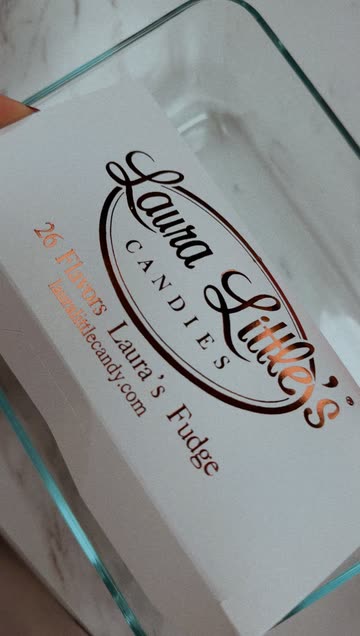 Laura Little's®
CANDIES
26 Flavors Laura's Fudge
lauralittlecandy.com